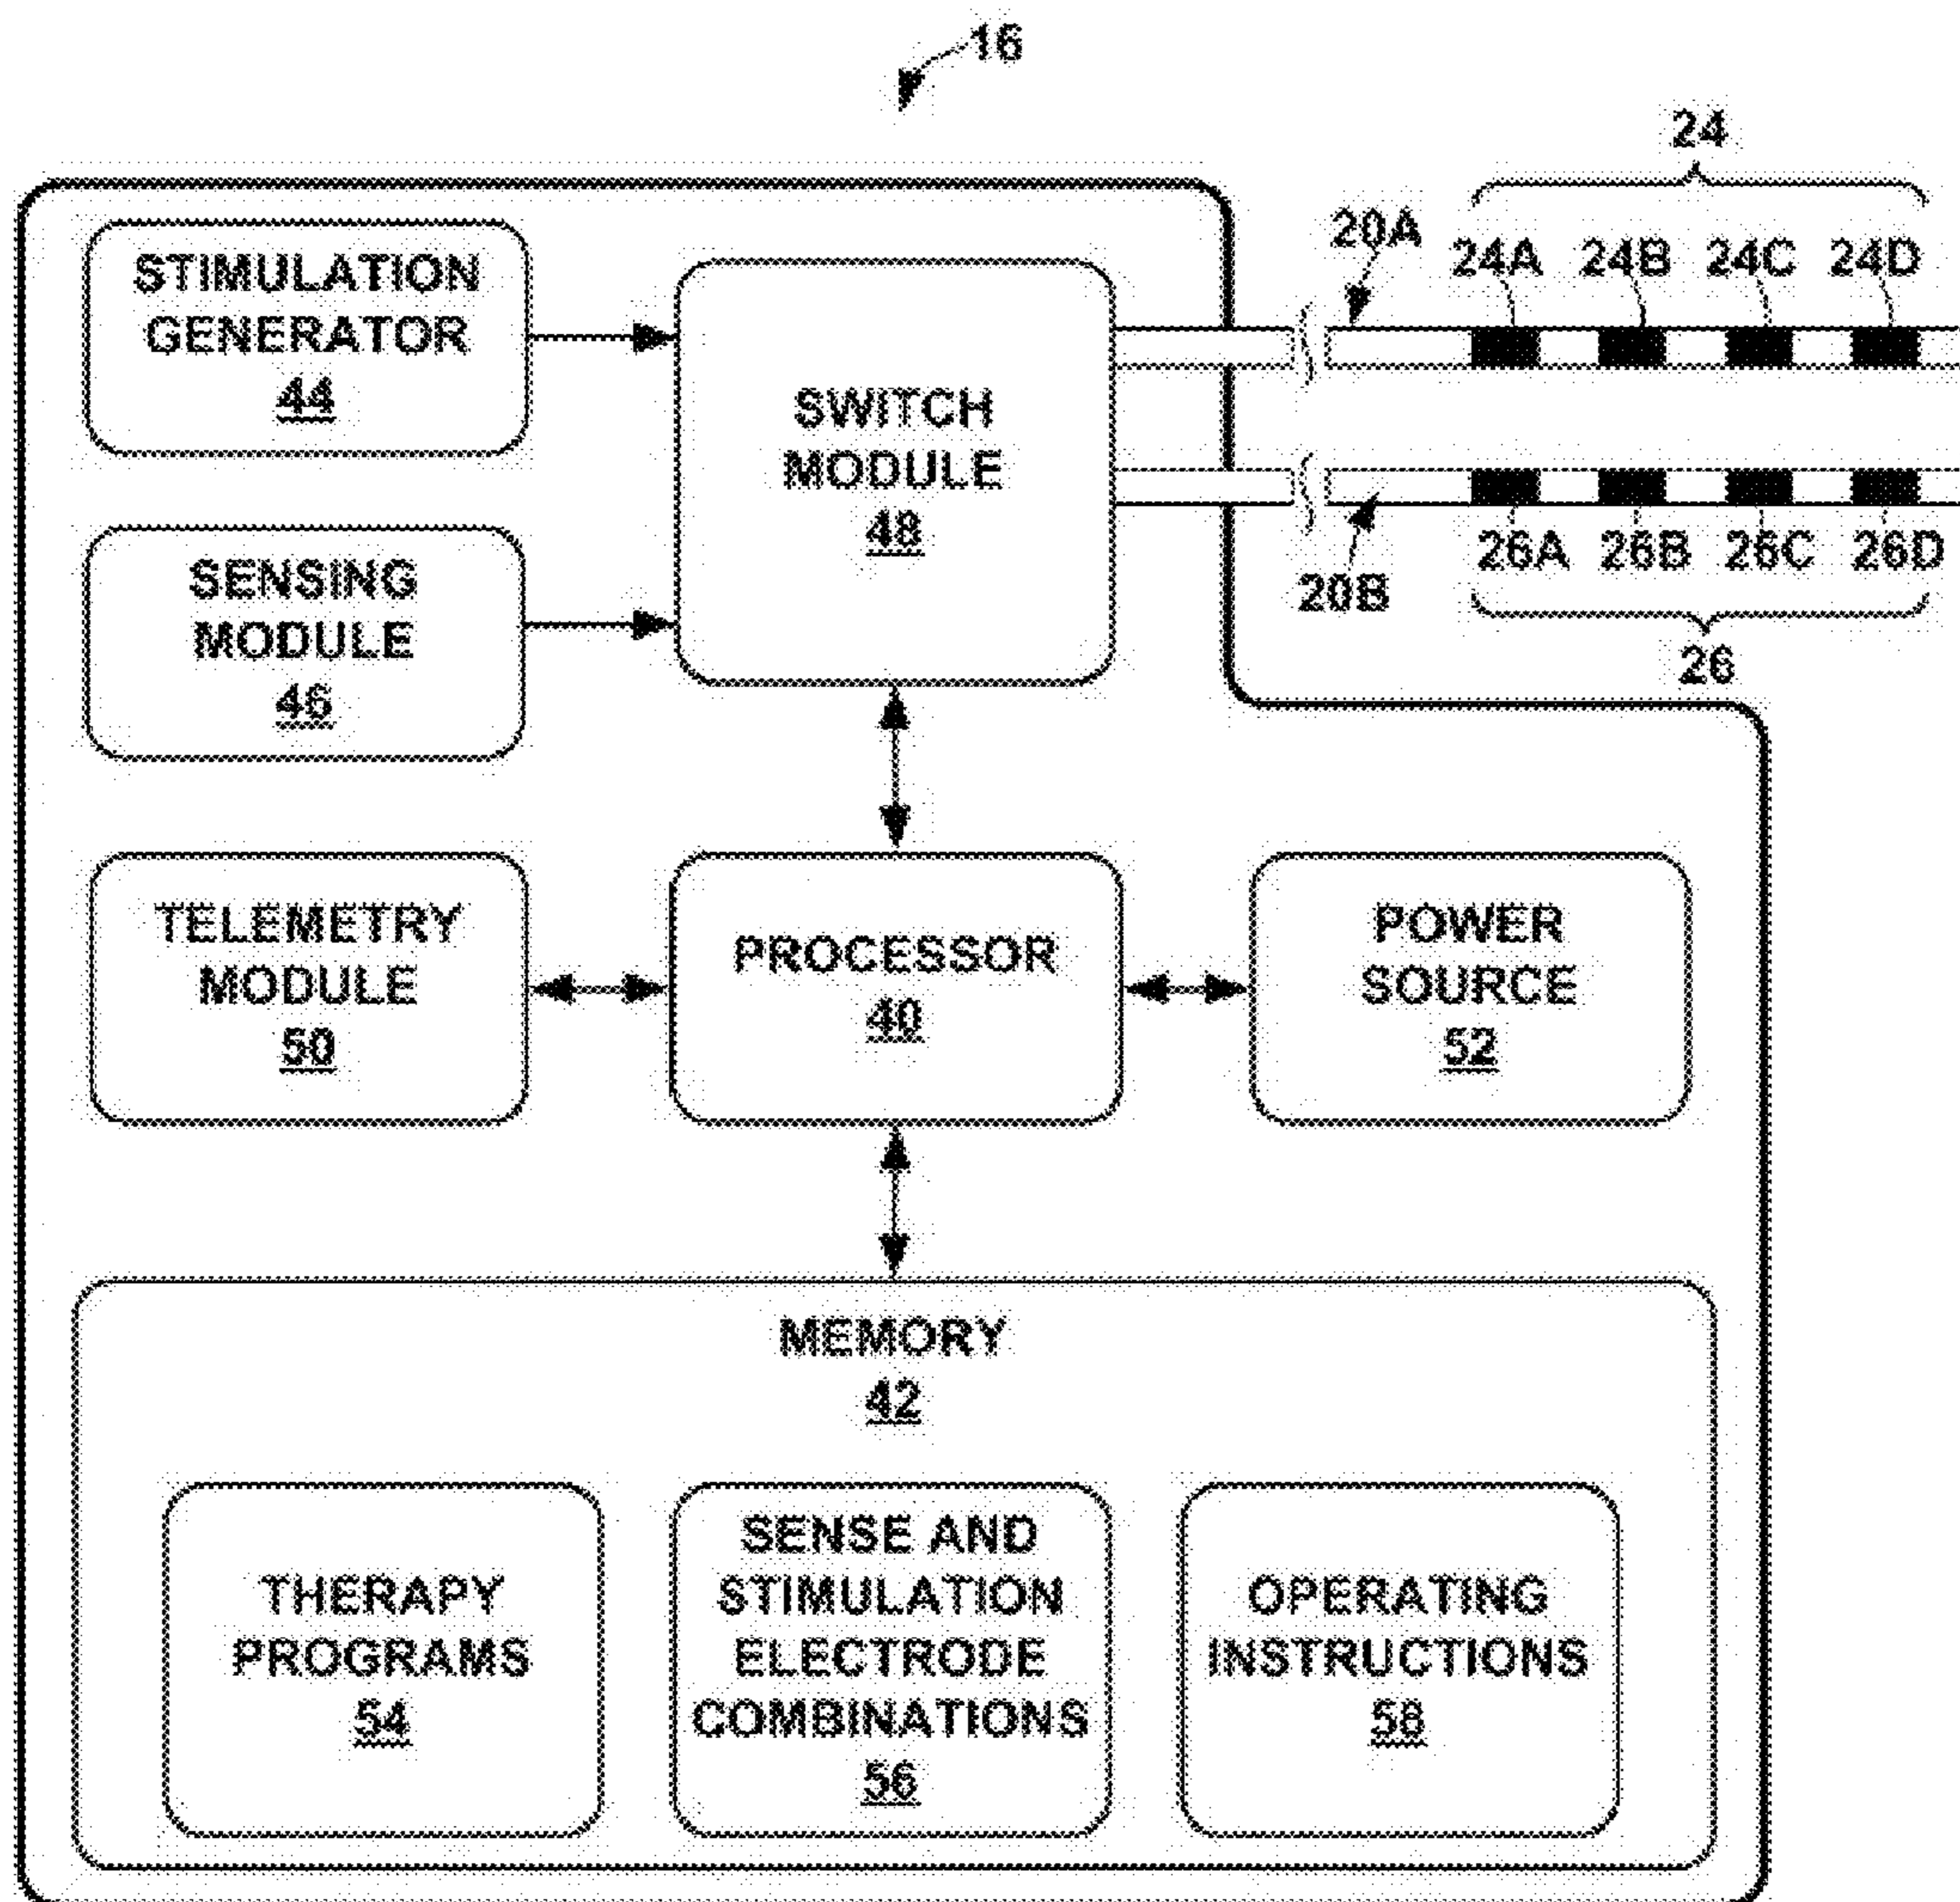 16
24
20A
24A 24B 24C 24D
STIMULATION
GENERATOR
44
SWITCH
MODULE
48
SENSING
MODULE
46
26A 26B 26C 26D
20B
26
TELEMETRY
MODULE
50
PROCESSOR
40
POWER
SOURCE
52
MEMORY
42
THERAPY
PROGRAMS
54
SENSE AND
STIMULATION
ELECTRODE
COMBINATIONS
56
OPERATING
INSTRUCTIONS
58